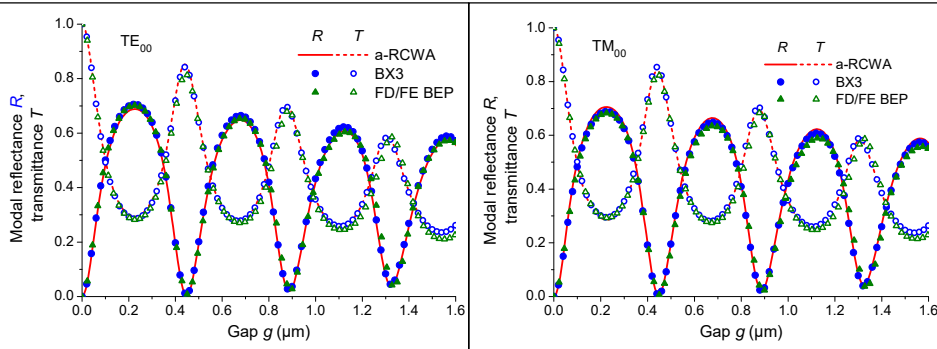 TE00
R T
a-RCWA
BX3
FD/FE BEP
Modal reflectance R,
transmittance T
1.0
0.8
0.6
0.4
0.2
0.0
0.0 0.2 0.4 0.6 0.8 1.0 1.2 1.4 1.6
Gap g (μm)
TM00
R T
a-RCWA
BX3
FD/FE BEP
Modal reflectance R,
transmittance T
1.0
0.8
0.6
0.4
0.2
0.0
0.0 0.2 0.4 0.6 0.8 1.0 1.2 1.4 1.6
Gap g (μm)